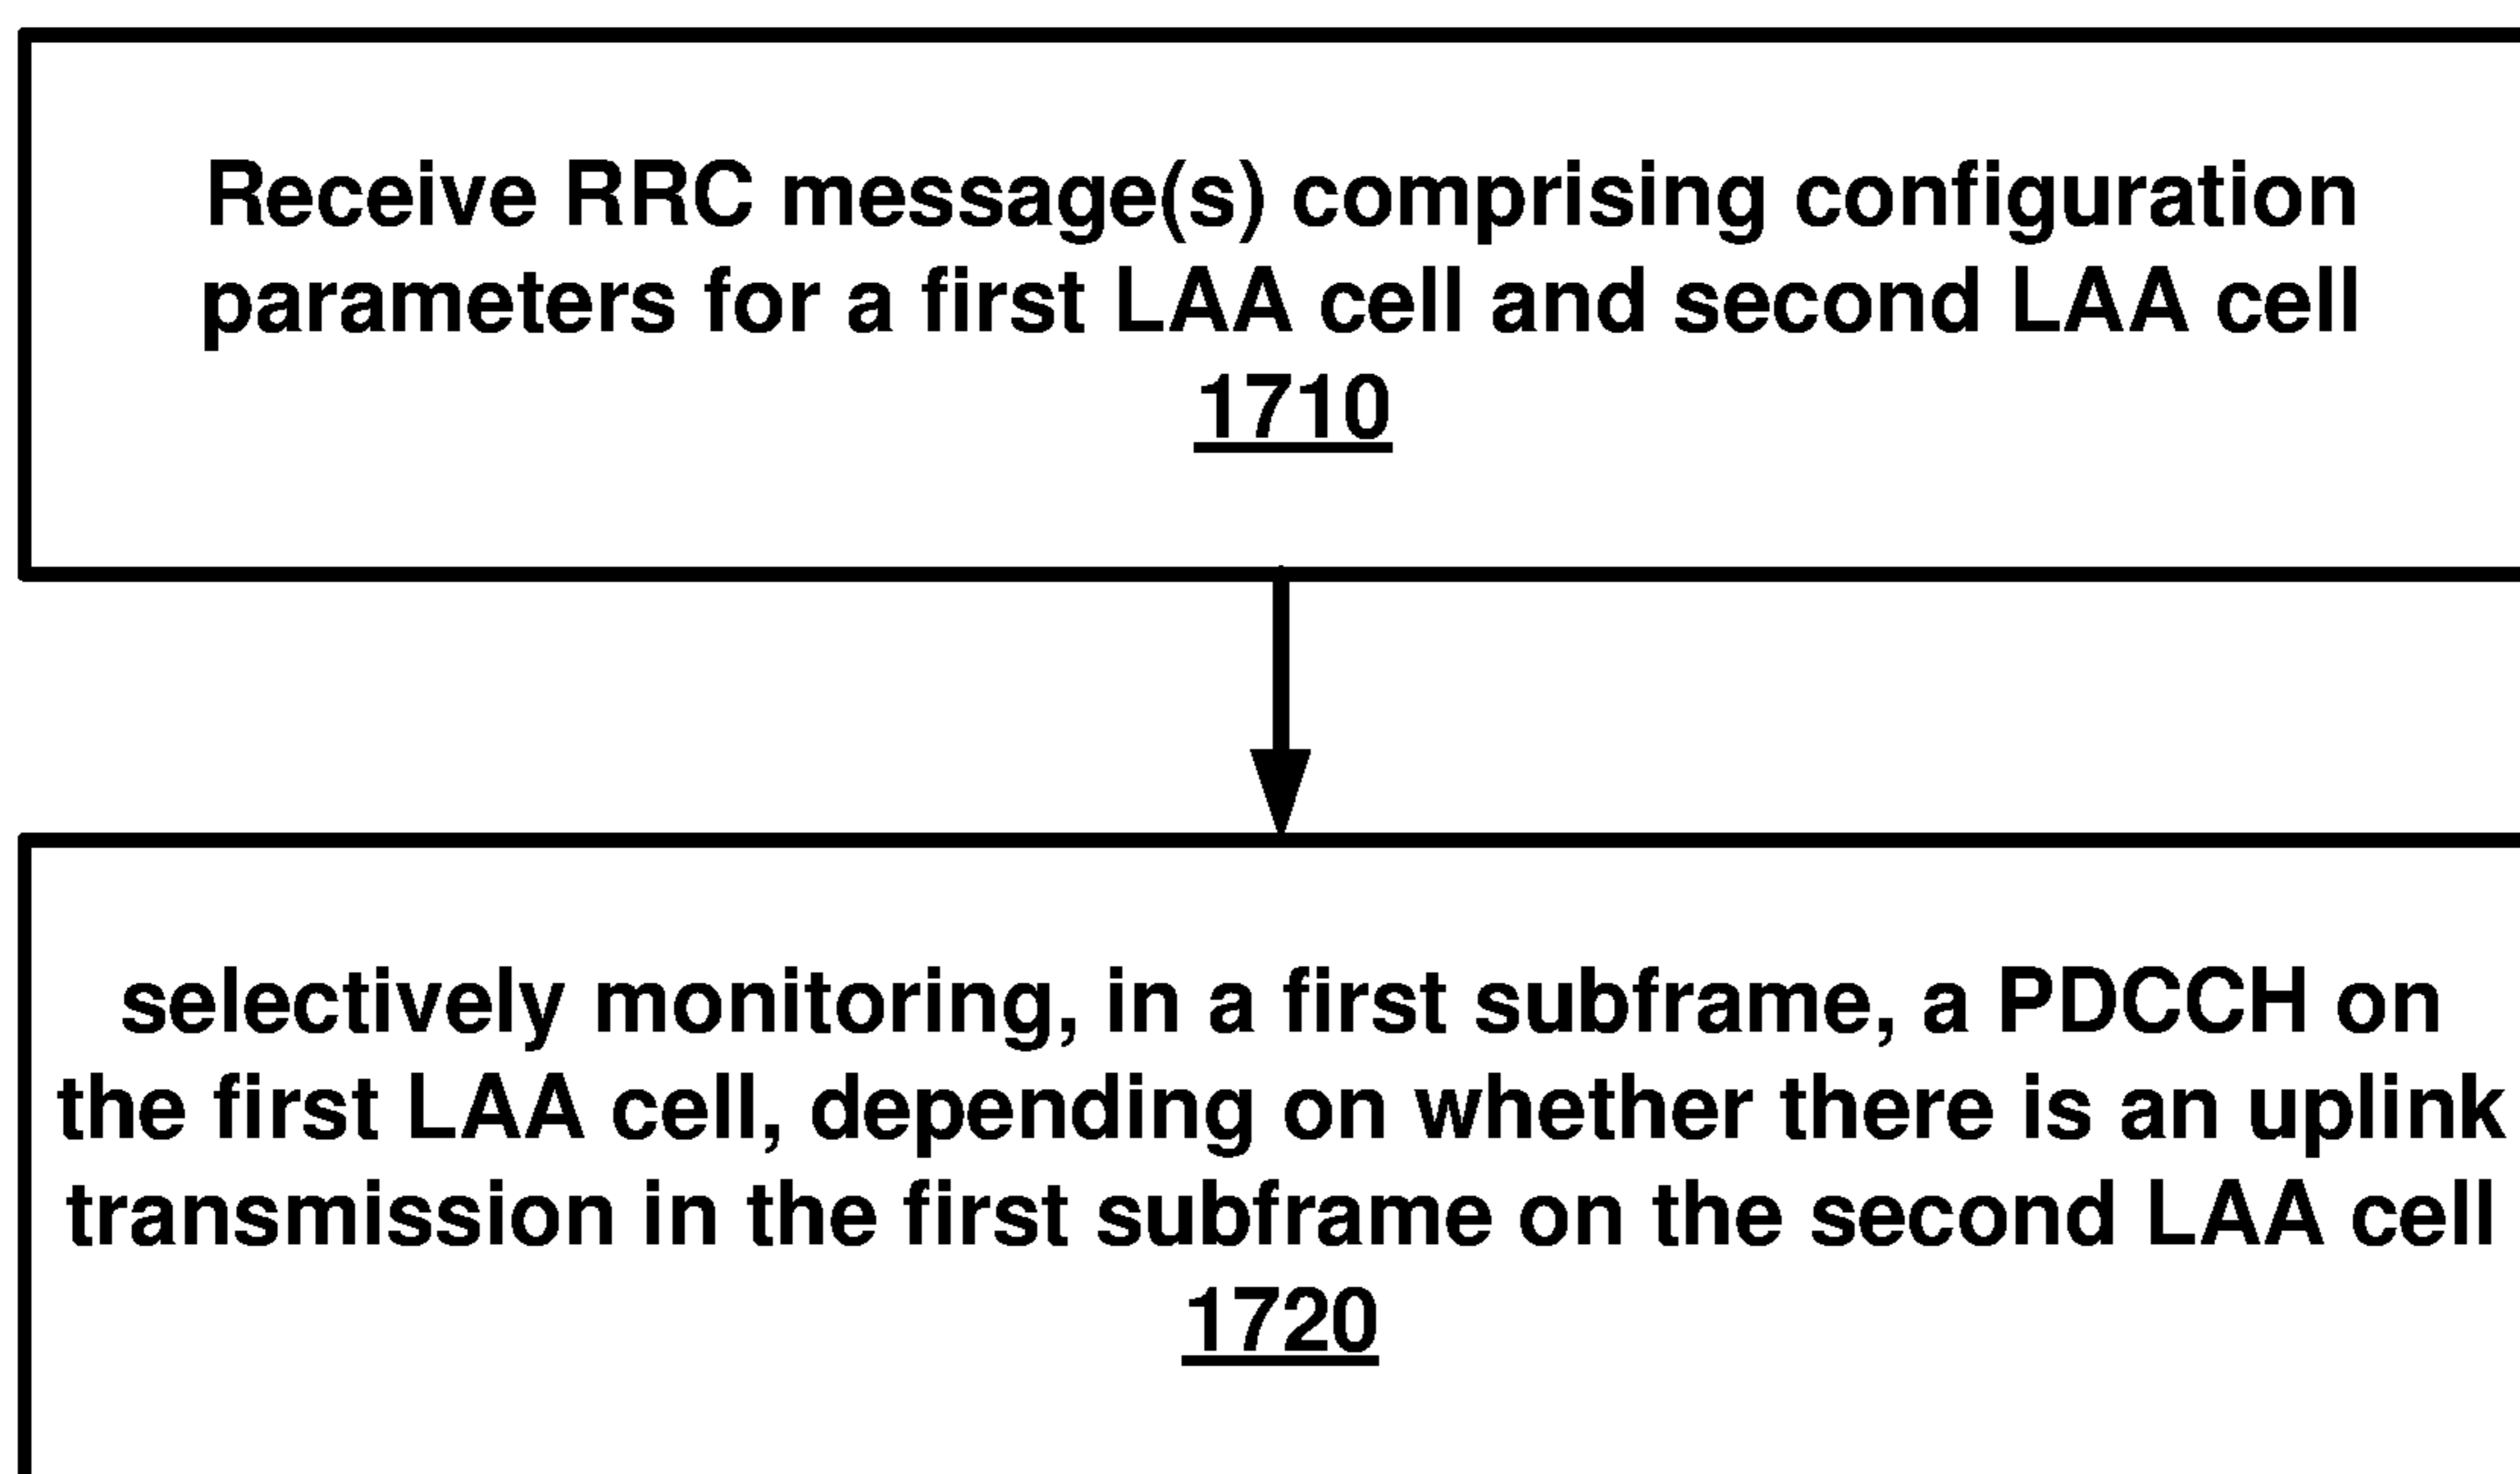 Receive RRC message(s) comprising configuration
parameters for a first LAA cell and second LAA cell
1710
selectively monitoring, in a first subframe, a PDCCH on
the first LAA cell, depending on whether there is an uplink
transmission in the first subframe on the second LAA cell
1720